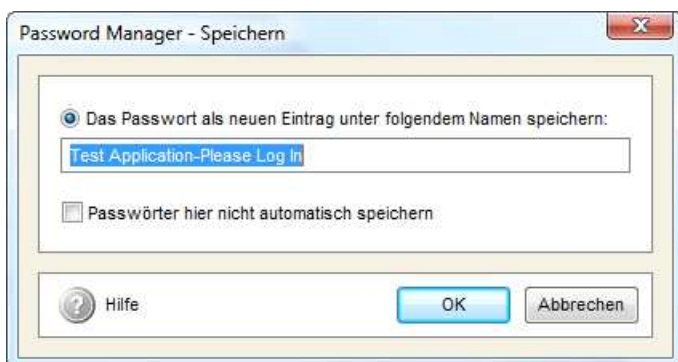 Password Manager - Speichern
Das Passwort als neuen Eintrag unter folgendem Namen speichern:
Test Application-Please Log In
Passwörter hier nicht automatisch speichern
Hilfe
OK
Abbrechen